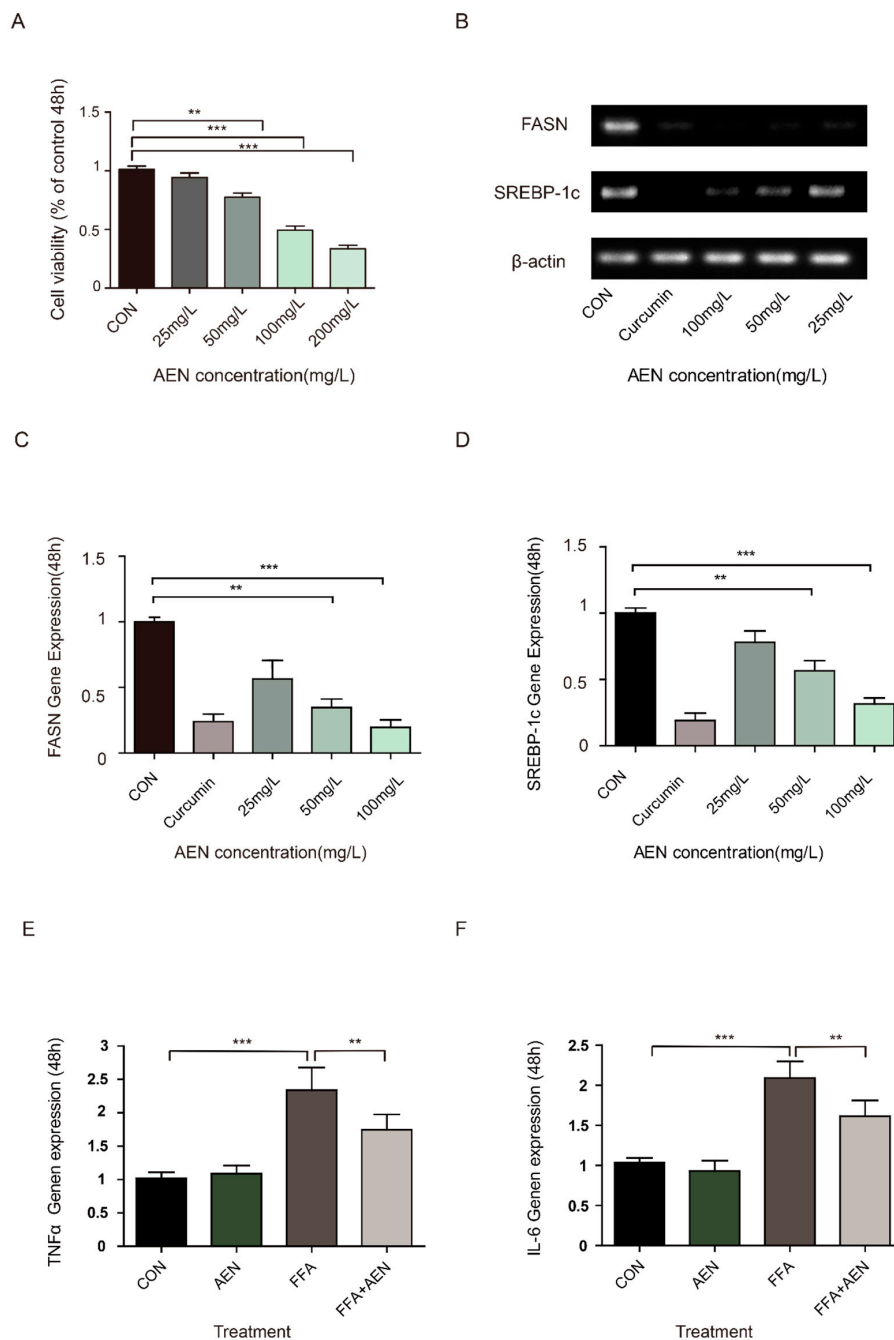 A
Cell viability (% of control 48h)
1.5
1
0.5
0
**
***
***
CON
25mg/L
50mg/L
100mg/L
200mg/L
AEN concentration(mg/L)
B
FASN
SREBP-1c
β-actin
CON
Curcumin
100mg/L
50mg/L
25mg/L
AEN concentration(mg/L)
C
FASN Gene Expression(48h)
1.5
1
0.5
0
***
**
CON
Curcumin
25mg/L
50mg/L
100mg/L
AEN concentration(mg/L)
D
SREBP-1c Gene Expression(48h)
1.5
1
0.5
0
***
**
CON
Curcumin
25mg/L
50mg/L
100mg/L
AEN concentration(mg/L)
E
TNFα Genen expression (48h)
3
2.5
2
1.5
1
0.5
0
***
**
CON
AEN
FFA
FFA+AEN
Treatment
F
IL-6 Genen expression (48h)
2.5
2
1.5
1
0.5
0
***
**
CON
AEN
FFA
FFA+AEN
Treatment